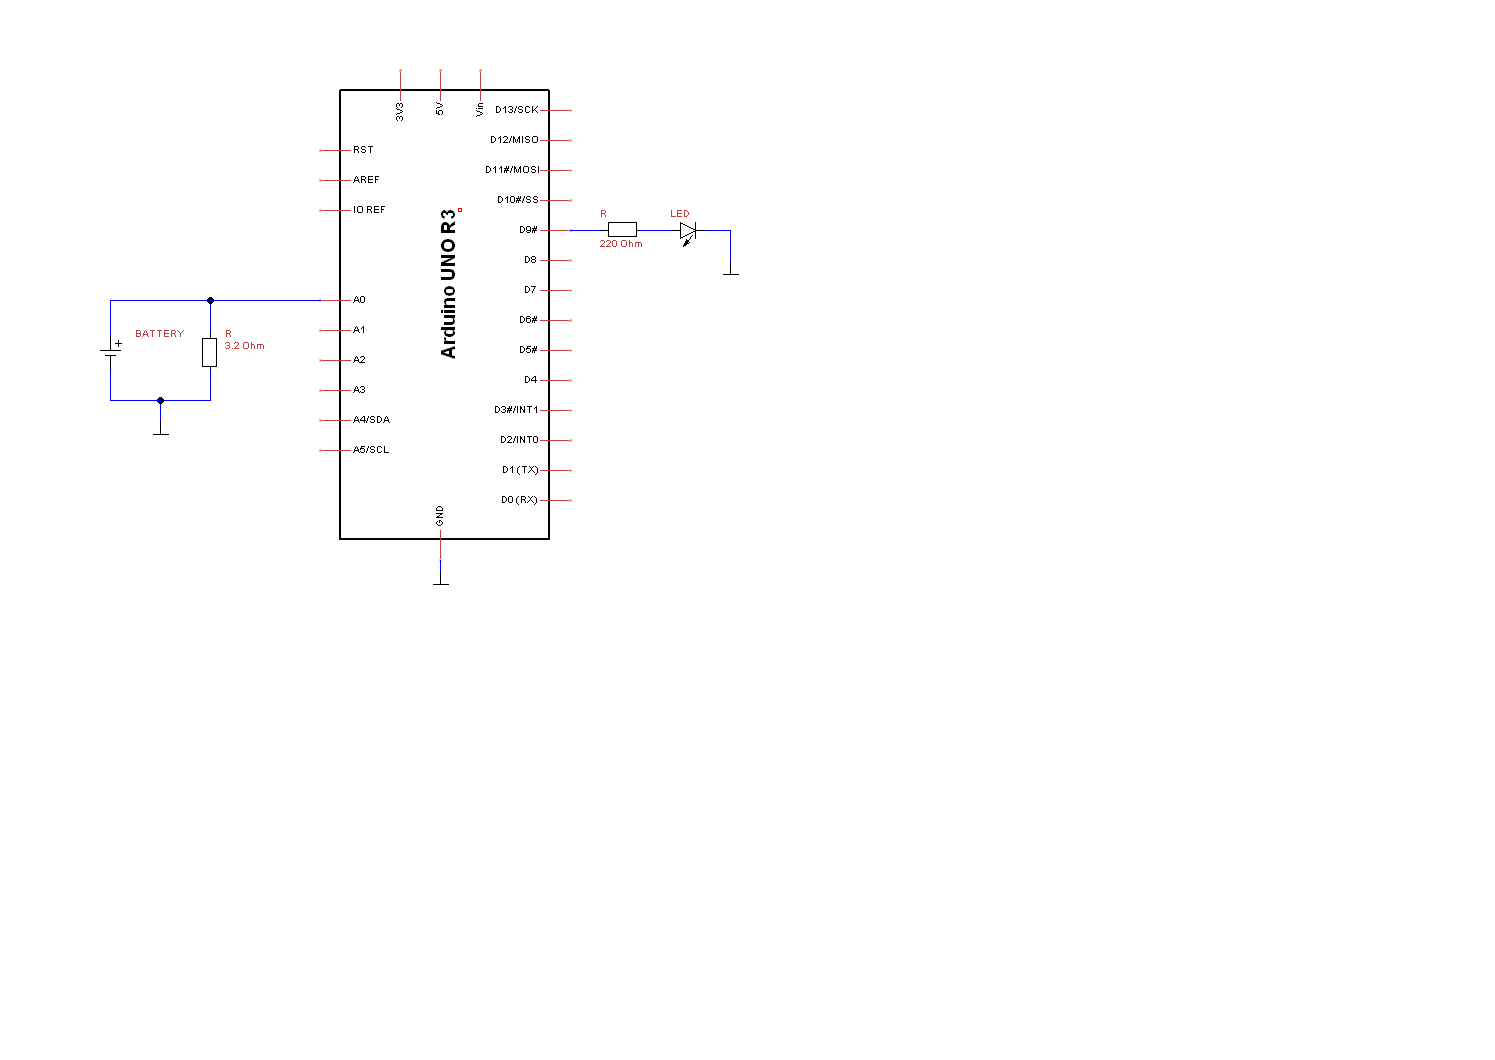 3V3
5V
Vin
D13/SCK
D12/MISO
RST
D11#/MOSI
AREF
D10#/SS
IO REF
Arduino UNO R3
D9#
R
220 Ohm
LED
D8
D7
A0
D6#
A1
BATTERY
+
R
3.2 Ohm
D5#
A2
D4
A3
D3#/INT1
A4/SDA
D2/INT0
A5/SCL
D1(TX)
D0(RX)
GND